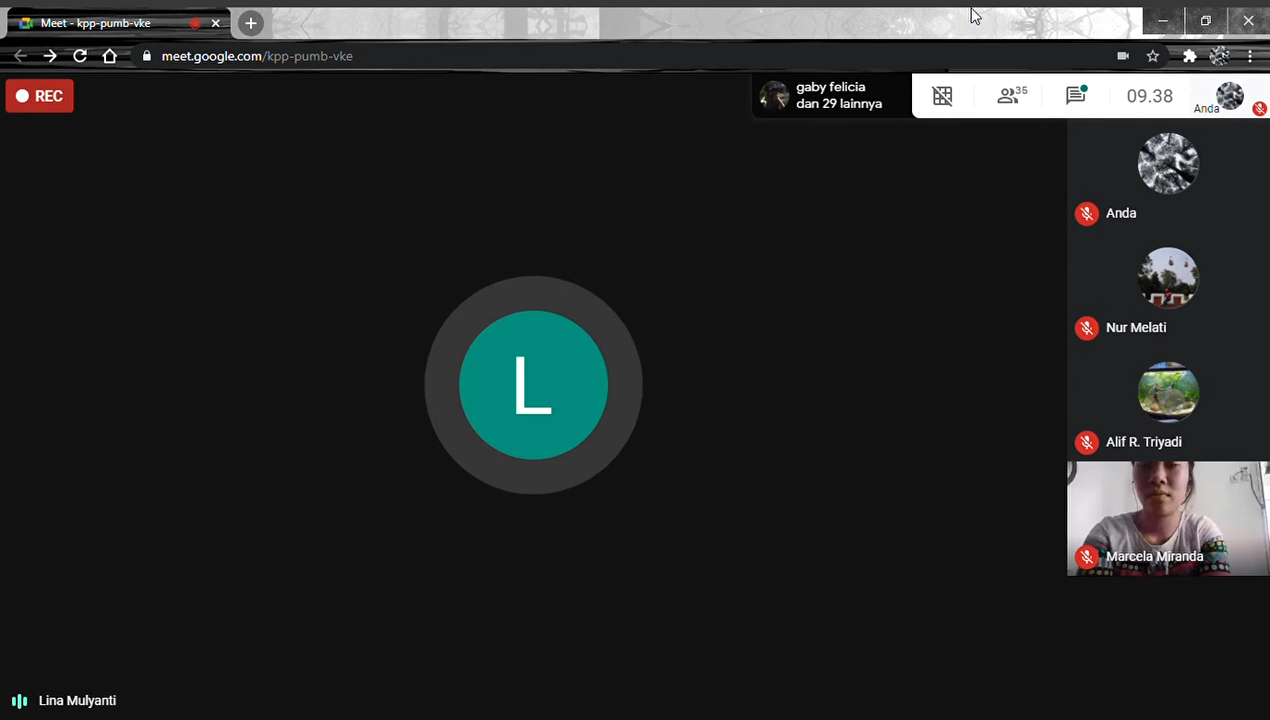 Meet - kpp-pumb-vke
meet.google.com/kpp-pumb-vke
REC
gaby felicia
dan 29 lainnya
35
09.38
Anda
Anda
Nur Melati
Alif R. Triyadi
Marcela Miranda
L
Lina Mulyanti